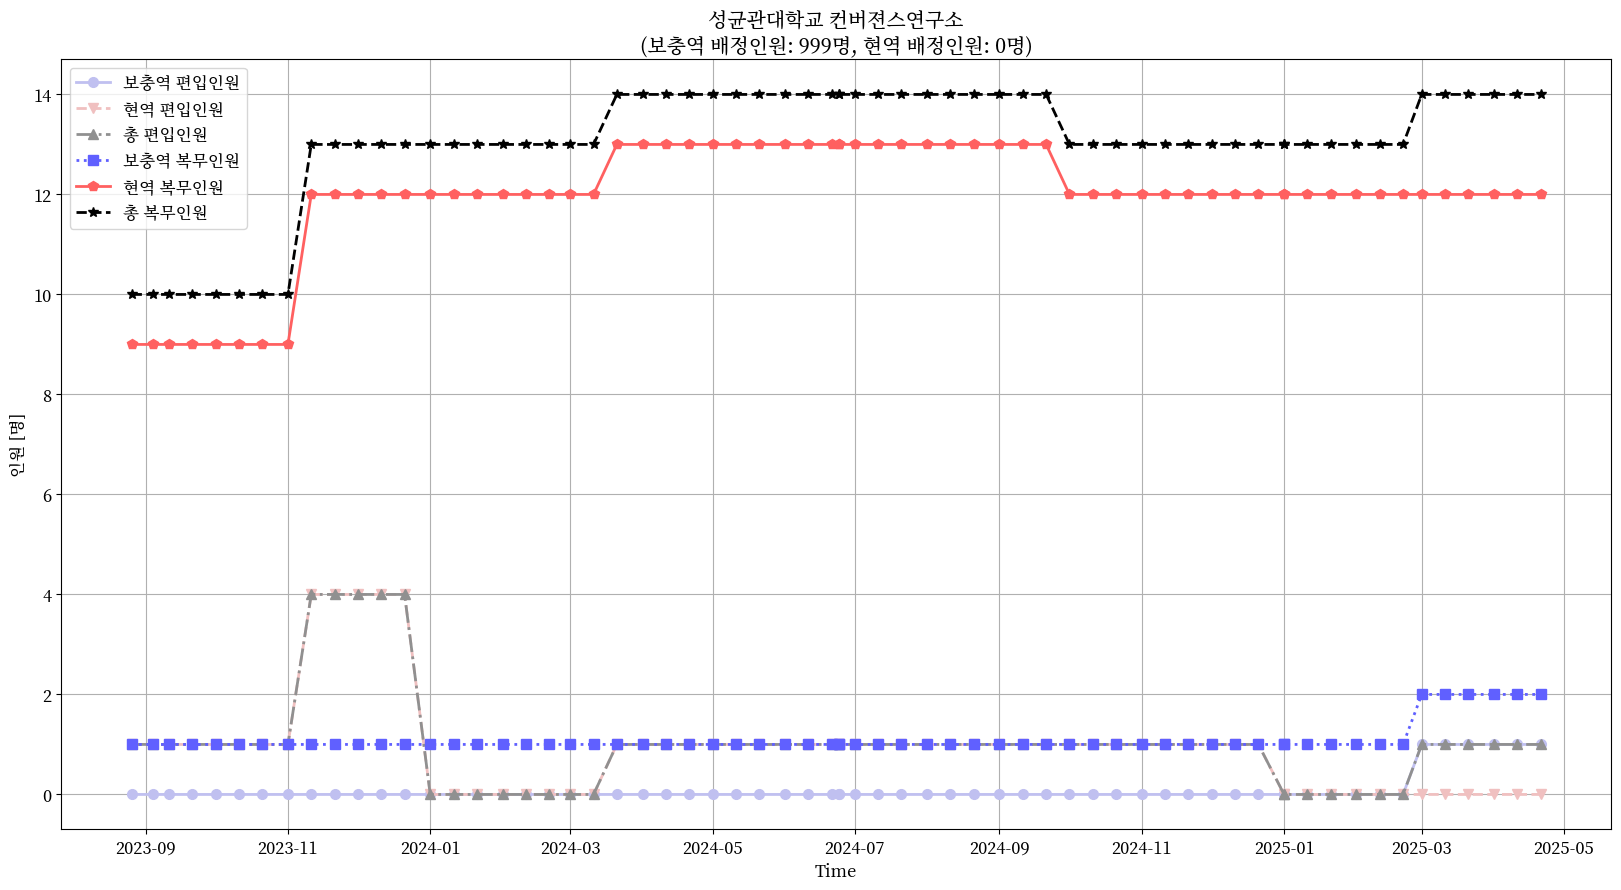 성균관대학교 컨버젼스연구소
(보충역 배정인원: 999명, 현역 배정인원: 0명)
보충역 편입인원
현역 편입인원
총 편입인원
보충역 복무인원
현역 복무인원
총 복무인원
14
12
10
8
6
4
2
0
인원 [명]
2023-09
2023-11
2024-01
2024-03
2024-05
2024-07
2024-09
2024-11
2025-01
2025-03
2025-05
Time